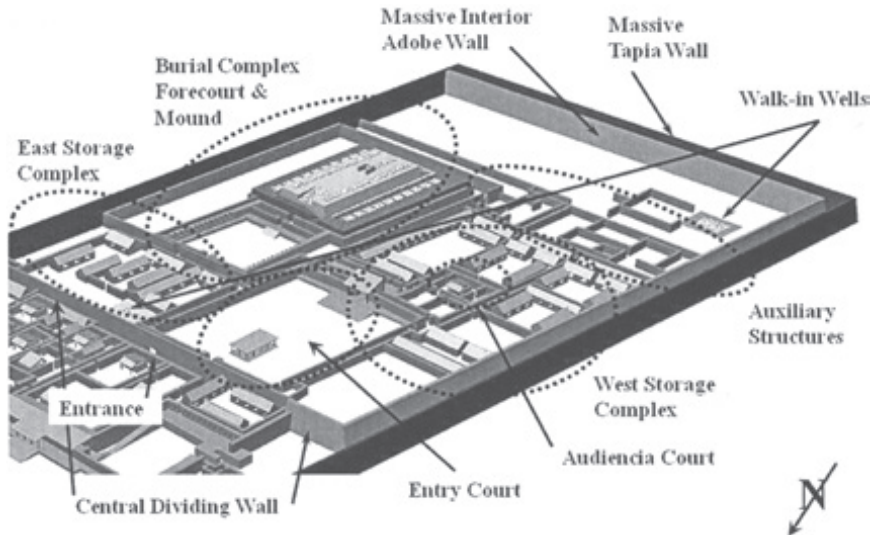 Massive Interior
Adobe Wall
Massive
Tapia Wall
Burial Complex
Forecourt &
Mound
Walk-in Wells
East Storage
Complex
Auxiliary
Structures
West Storage
Complex
Entrance
Audiencia Court
Entry Court
Central Dividing Wall
N